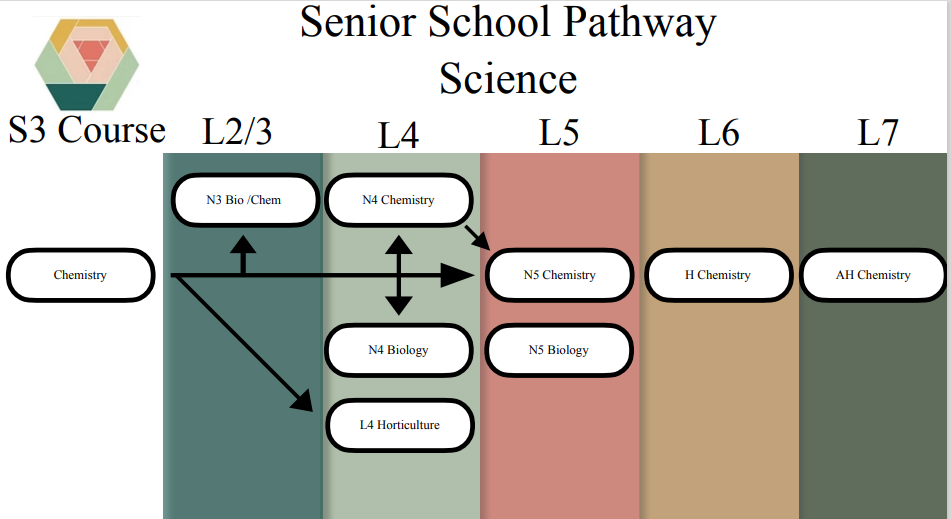 Senior School Pathway
Science
S3 Course L2/3 L4 L5 L6 L7
N3 Bio /Chem N4 Chemistry
Chemistry N5 Chemistry H Chemistry AH Chemistry
N4 Biology N5 Biology
L4 Horticulture